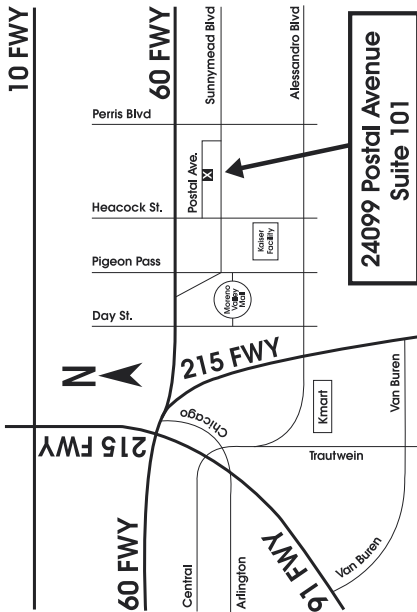 10 FWY
60 FWY
Sunnymead Blvd
Alessandro Blvd
Perris Blvd
Postal Ave.
X
24099 Postal Avenue
Suite 101
Heacock St.
Kaiser
Facility
Pigeon Pass
Moreno
Valley
Mall
Day St.
N
215 FWY
Chicago
Kmart
Van Buren
215 FWY
Trautwein
60 FWY
Central
Arlington
91 FWY
Van Buren